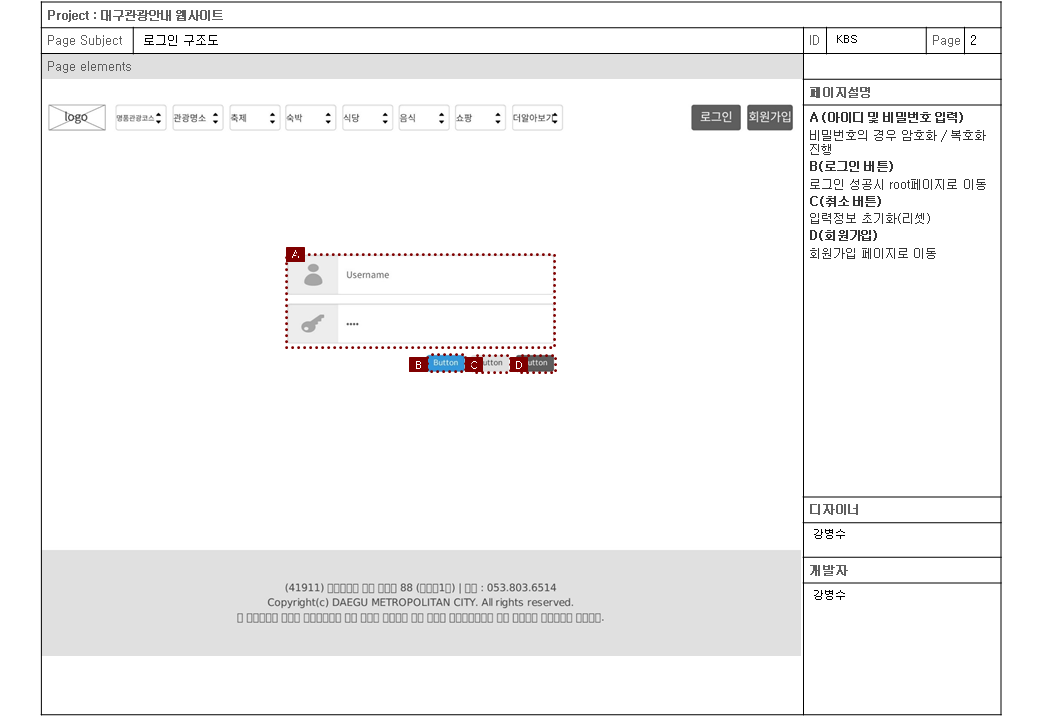 Project : 대구관광안내 웹사이트
Page Subject 로그인 구조도 ID KBS Page 2
Page elements
페이지설명
logo 명품관광코스 관광명소 축제 숙박 식당 음식 쇼핑 더알아보기 로그인 회원가입
A (아이디 및 비밀번호 입력)
비밀번호의 경우 암호화 / 복호화
진행
B(로그인 버튼)
로그인 성공시 root페이지로 이동
C(취소 버튼)
입력정보 초기화(리셋)
D(회원가입)
회원가입 페이지로 이동
A
Username
••••
B Button C utton D utton
디자이너
강병수
개발자
강병수
(41911) ▯▯▯▯▯ ▯▯ ▯▯▯ 88 (▯▯▯1▯) | ▯▯ : 053.803.6514
Copyright(c) DAEGU METROPOLITAN CITY. All rights reserved.